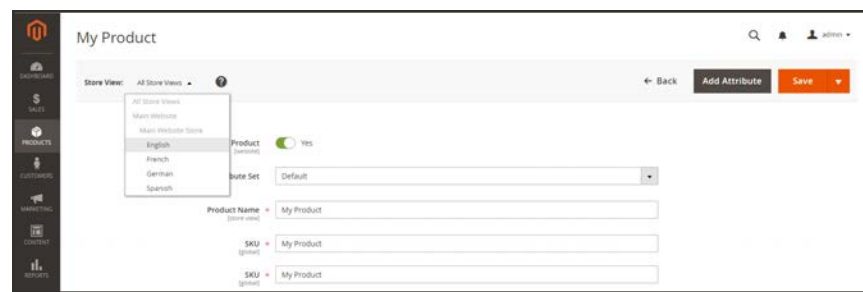 My Product
admin
DASHBOARD
SALES
PRODUCTS
CUSTOMERS
MARKETING
CONTENT
REPORTS
Store View: All Store Views
← Back
Add Attribute
Save
All Store Views
Main Website
Main Website Store
English
French
German
Spanish
Product
[website]
Yes
bute Set
Default
Product Name *
[store view]
My Product
SKU *
[global]
My Product
SKU *
[global]
My Product